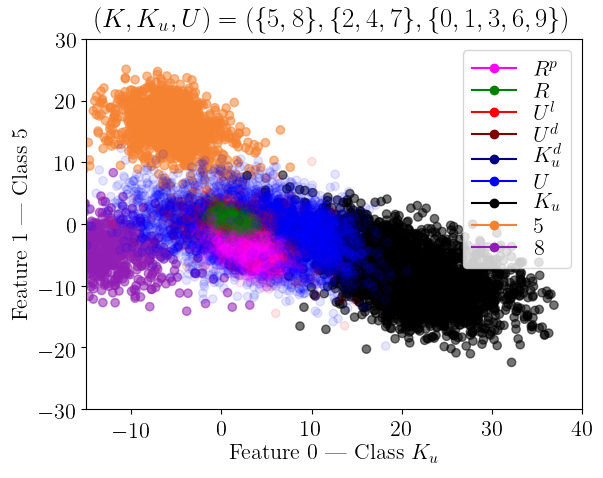 (K, K_u, U) = ({5, 8}, {2, 4, 7}, {0, 1, 3, 6, 9})
30
20
10
0
−10
−20
−30
Feature 1 — Class 5
R^p
R
U^l
U^d
K_u^d
U
K_u
5
8
−10
0
10
20
30
40
Feature 0 — Class K_u